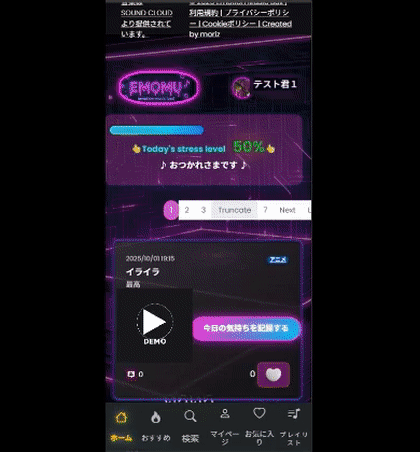 SOUND CLOUD
より提供されて
います。
利用規約 | プライバシーポリシ
ー | Cookieポリシー | Created
by moriz
EMOMU
テスト君１
👆Today's stress level 50%👆
♪ おつかれさまです ♪
1 2 3 Truncate 7 Next L
2025/10/01 19:15
アニメ
イライラ
最高
DEMO
今日の気持ちを記録する
0
0
ホーム
おすすめ
検索
マイペー
ジ
お気に入
り
プレイリ
スト